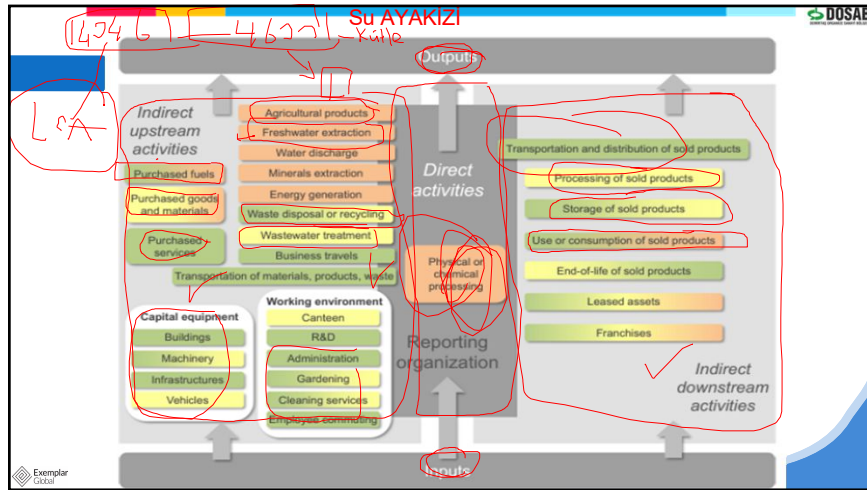 Su AYAKİZİ
DOSAB
14046
Kütle
Outputs
LCA
Indirect
upstream
activities
Purchased fuels
Purchased goods
and materials
Purchased
services
Agricultural products
Freshwater extraction
Water discharge
Minerals extraction
Energy generation
Waste disposal or recycling
Wastewater treatment
Business travels
Transportation of materials, products, waste
Capital equipment
Buildings
Machinery
Infrastructures
Vehicles
Working environment
Canteen
R&D
Administration
Gardening
Cleaning services
Employee commuting
Direct
activities
Physical or
chemical
processing
Reporting
organization
Transportation and distribution of sold products
Processing of sold products
Storage of sold products
Use or consumption of sold products
End-of-life of sold products
Leased assets
Franchises
Indirect
downstream
activities
Inputs
Exemplar
Global